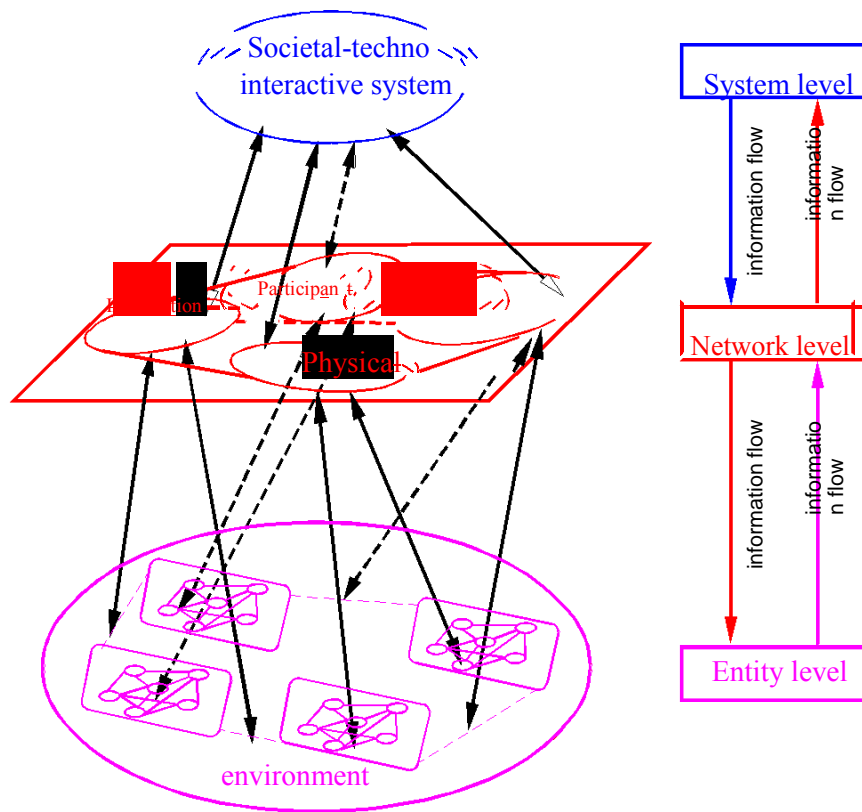 Societal-techno
interactive system
System level
information flow
informatio
n flow
Participan t
Physical
Network level
information flow
informatio
n flow
Entity level
environment